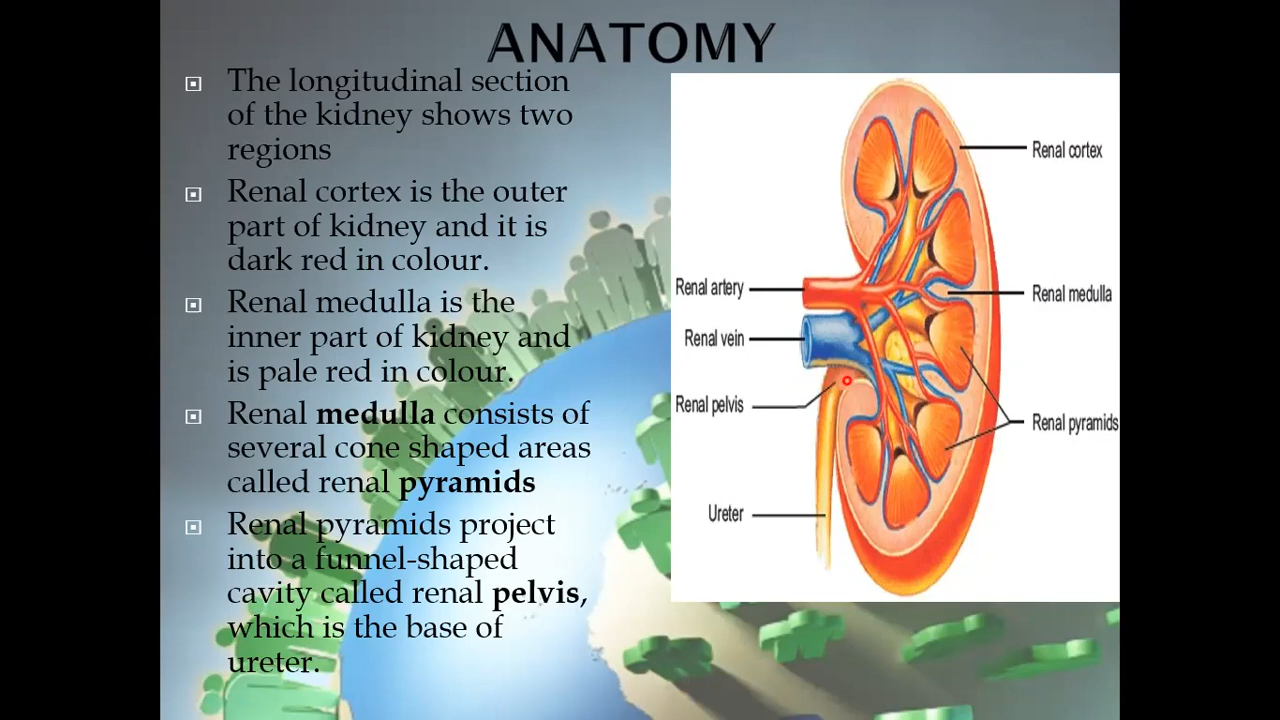 ANATOMY
The longitudinal section
of the kidney shows two
regions
Renal cortex is the outer
part of kidney and it is
dark red in colour.
Renal medulla is the
inner part of kidney and
is pale red in colour.
Renal medulla consists of
several cone shaped areas
called renal pyramids
Renal pyramids project
into a funnel-shaped
cavity called renal pelvis,
which is the base of
ureter.
Renal cortex
Renal artery
Renal medulla
Renal vein
Renal pelvis
Renal pyramids
Ureter